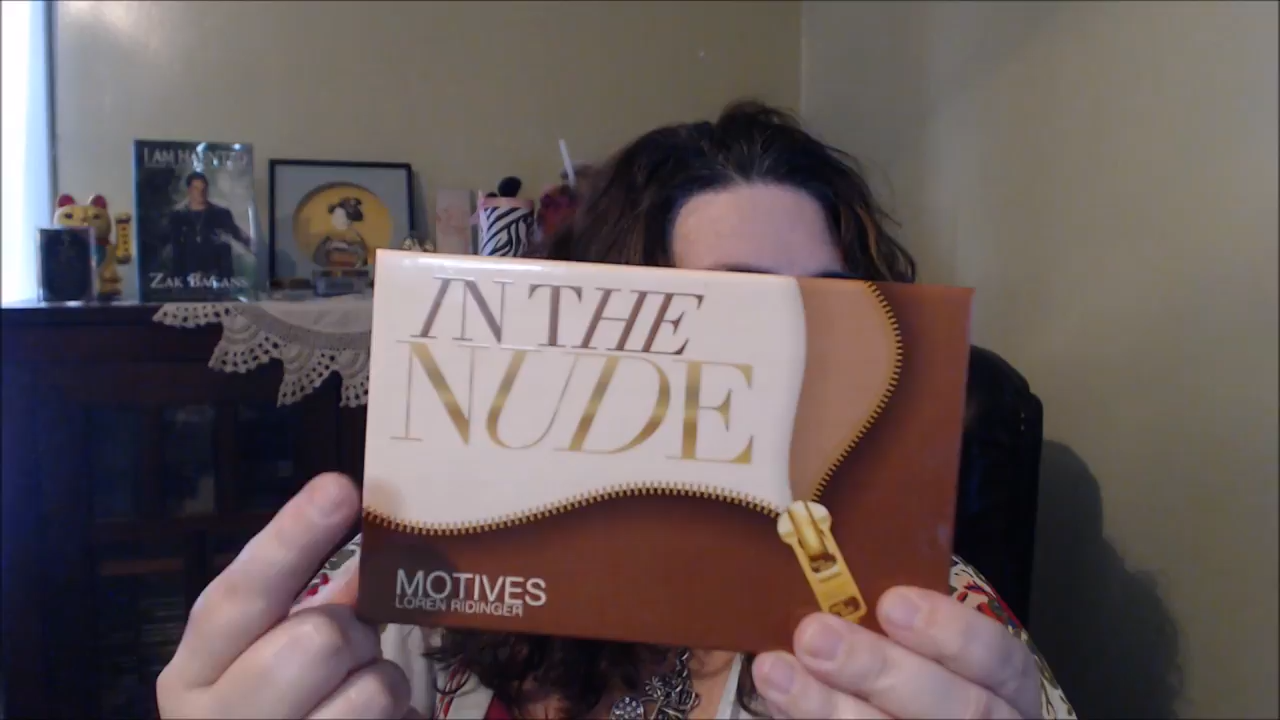 I AM HAUNTED
ZAK BAGANS
IN THE
NUDE
MOTIVES
LOREN RIDINGER